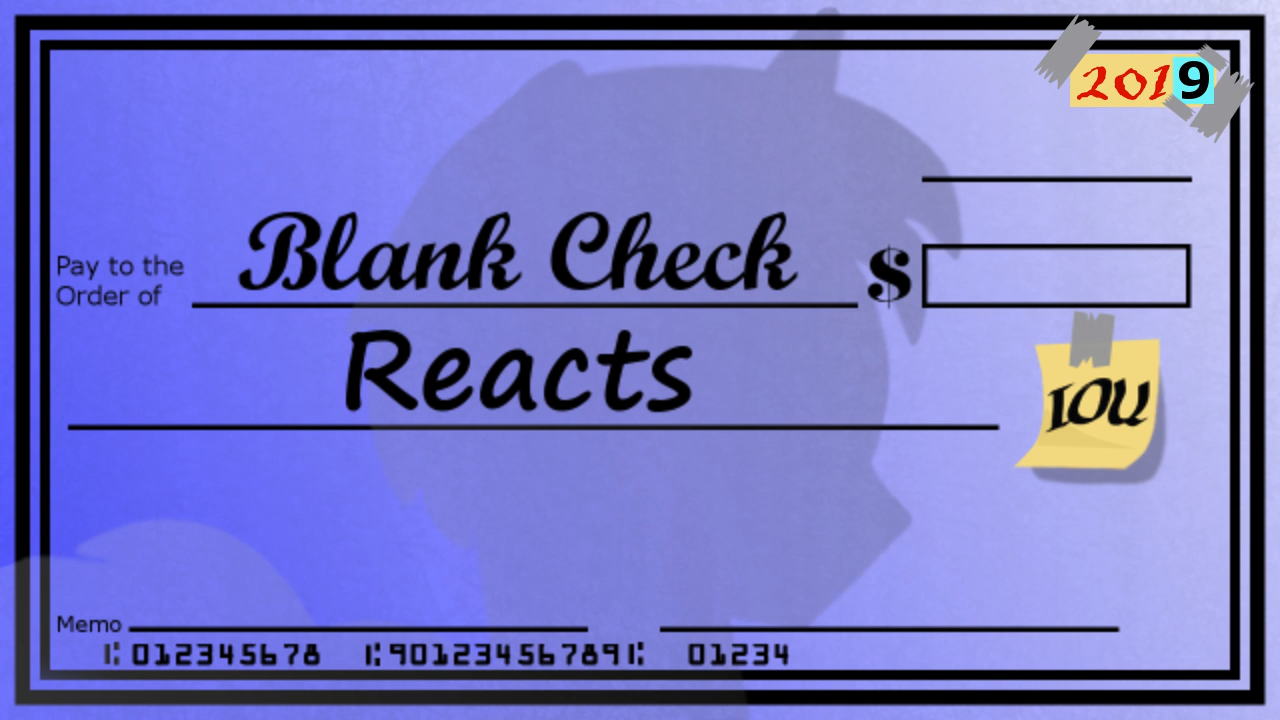 2019
Pay to the
Order of
Blank Check
$
Reacts
IOU
Memo
⑆ 012345678 ⑆901234567891⑆ 01234